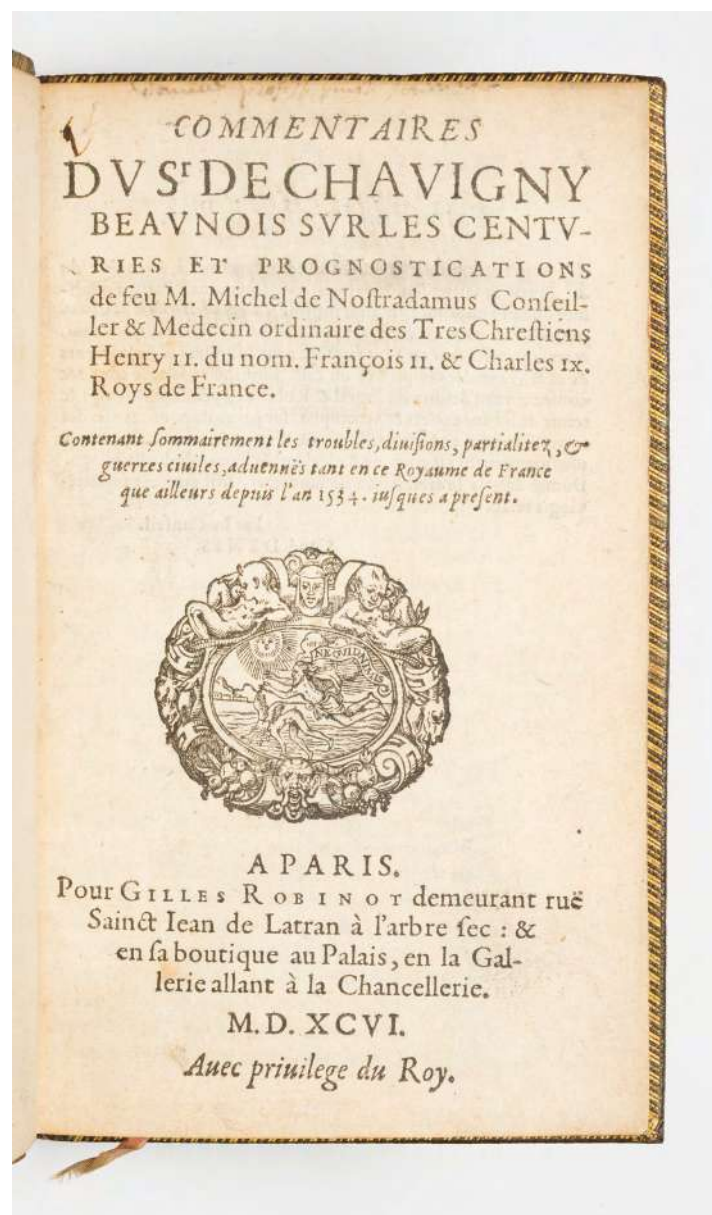 COMMENTAIRES
DV Sr DE CHAVIGNY
BEAVNOIS SVR LES CENTV-
RIES ET PROGNOSTICATIONS
de feu M. Michel de Noſtradamus Conſeil-
ler & Medecin ordinaire des Tres Chreſtiens
Henry II. du nom. François II. & Charles IX.
Roys de France.
Contenant ſommairement les troubles, diuiſions, partialitez, &
guerres ciuiles, aduennës tant en ce Royaume de France
que ailleurs depuis l'an 1534. iuſques a preſent.
NE QVID NIMIS
A PARIS.
Pour GILLES ROBINOT demeurant ruë
Sainct Iean de Latran à l'arbre ſec : &
en ſa boutique au Palais, en la Gal-
lerie allant à la Chancellerie.
M.D. XCVI.
Auec priuilege du Roy.